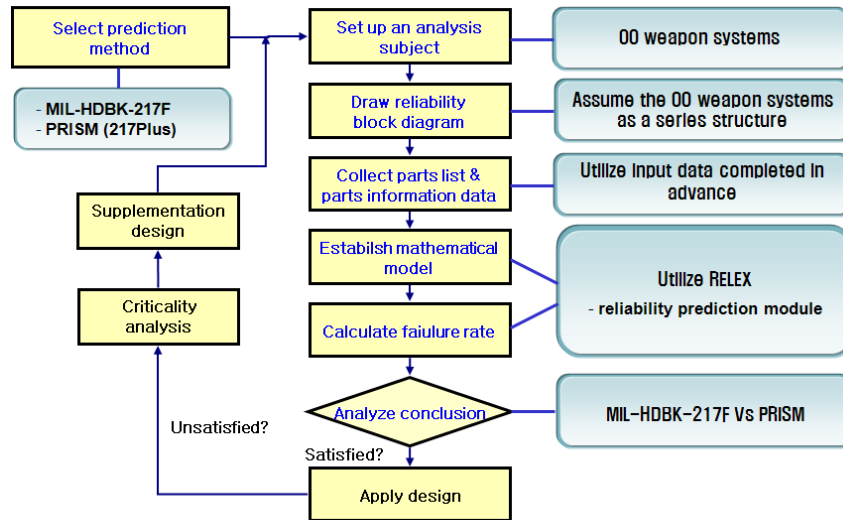 Select prediction
method
- MIL-HDBK-217F
- PRISM (217Plus)
Set up an analysis
subject
OO weapon systems
Draw reliability
block diagram
Assume the OO weapon systems
as a series structure
Collect parts list &
parts information data
Utilize input data completed in
advance
Supplementation
design
Estabilsh mathematical
model
Utilize RELEX
- reliability prediction module
Criticality
analysis
Calculate faiulure rate
Analyze conclusion
MIL-HDBK-217F Vs PRISM
Unsatisfied?
Satisfied?
Apply design